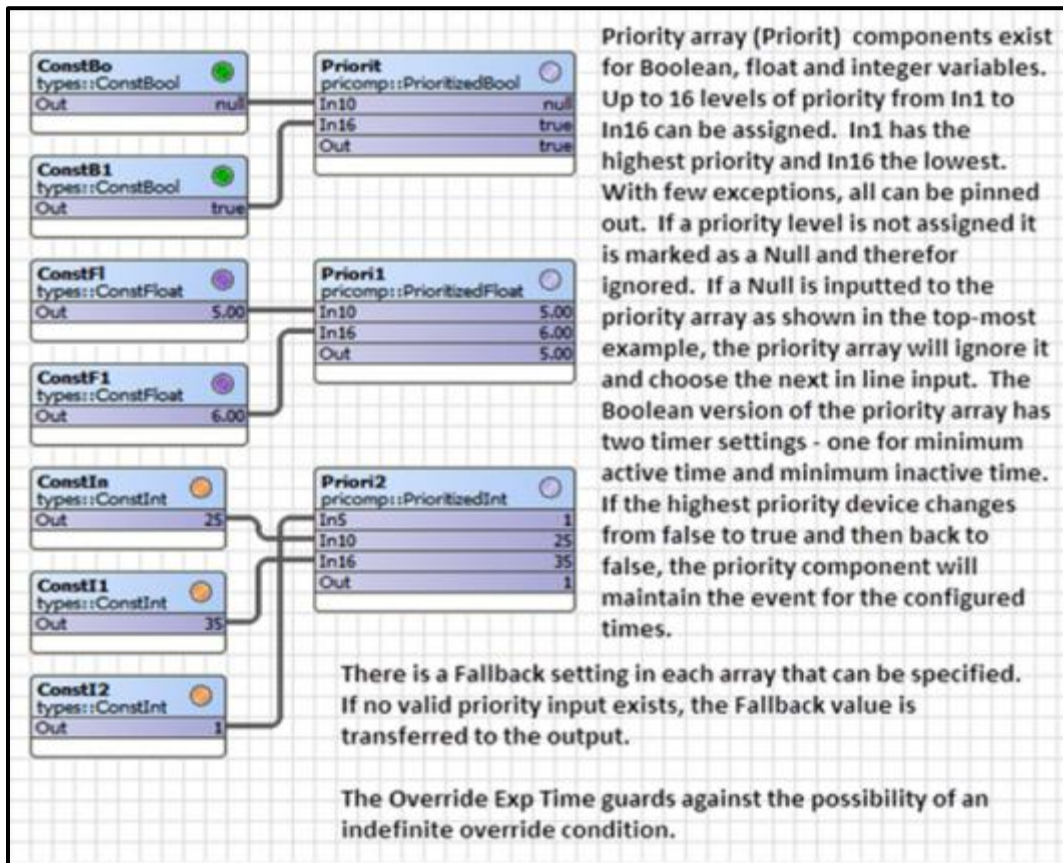 ConstBo
types::ConstBool
Out null
ConstB1
types::ConstBool
Out true
Priorit
pricomp::PrioritizedBool
In10 null
In16 true
Out true
ConstFl
types::ConstFloat
Out 5.00
ConstF1
types::ConstFloat
Out 6.00
Priori1
pricomp::PrioritizedFloat
In10 5.00
In16 6.00
Out 5.00
ConstIn
types::ConstInt
Out 25
ConstI1
types::ConstInt
Out 35
ConstI2
types::ConstInt
Out 1
Priori2
pricomp::PrioritizedInt
In5 1
In10 25
In16 35
Out 1
Priority array (Priorit) components exist
for Boolean, float and integer variables.
Up to 16 levels of priority from In1 to
In16 can be assigned. In1 has the
highest priority and In16 the lowest.
With few exceptions, all can be pinned
out. If a priority level is not assigned it
is marked as a Null and therefor
ignored. If a Null is inputted to the
priority array as shown in the top-most
example, the priority array will ignore it
and choose the next in line input. The
Boolean version of the priority array has
two timer settings - one for minimum
active time and minimum inactive time.
If the highest priority device changes
from false to true and then back to
false, the priority component will
maintain the event for the configured
times.
There is a Fallback setting in each array that can be specified.
If no valid priority input exists, the Fallback value is
transferred to the output.
The Override Exp Time guards against the possibility of an
indefinite override condition.